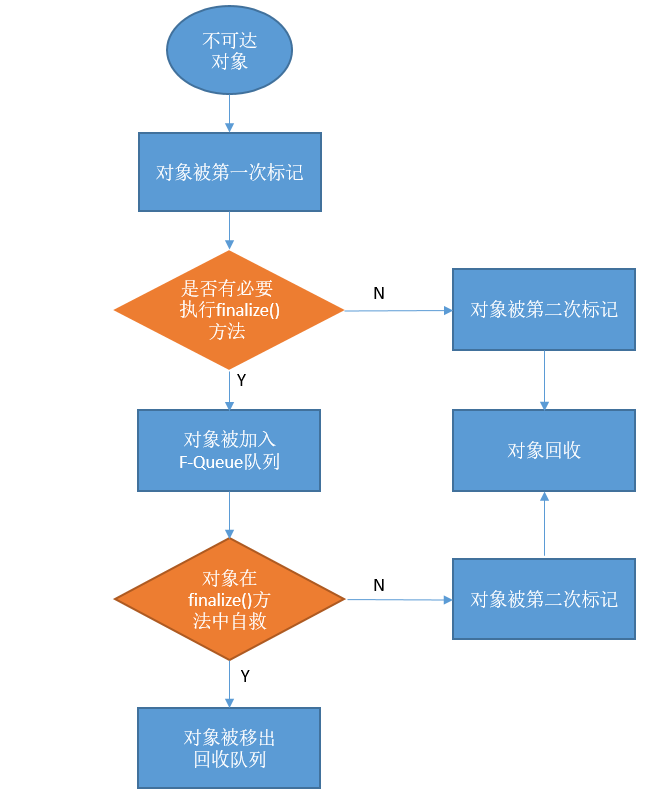 不可达
对象
对象被第一次标记
是否有必要
执行finalize()
方法
N
对象被第二次标记
Y
对象被加入
F-Queue队列
对象回收
对象在
finalize()方
法中自救
N
对象被第二次标记
Y
对象被移出
回收队列